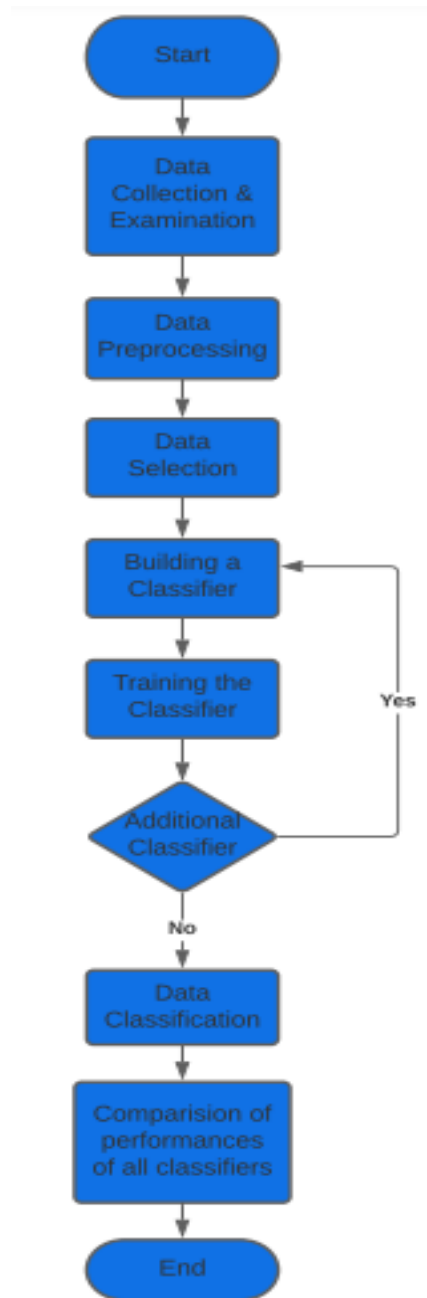 Start
Data
Collection &
Examination
Data
Preprocessing
Data
Selection
Building a
Classifier
Training the
Classifier
Yes
Additional
Classifier
No
Data
Classification
Comparision of
performances
of all classifiers
End